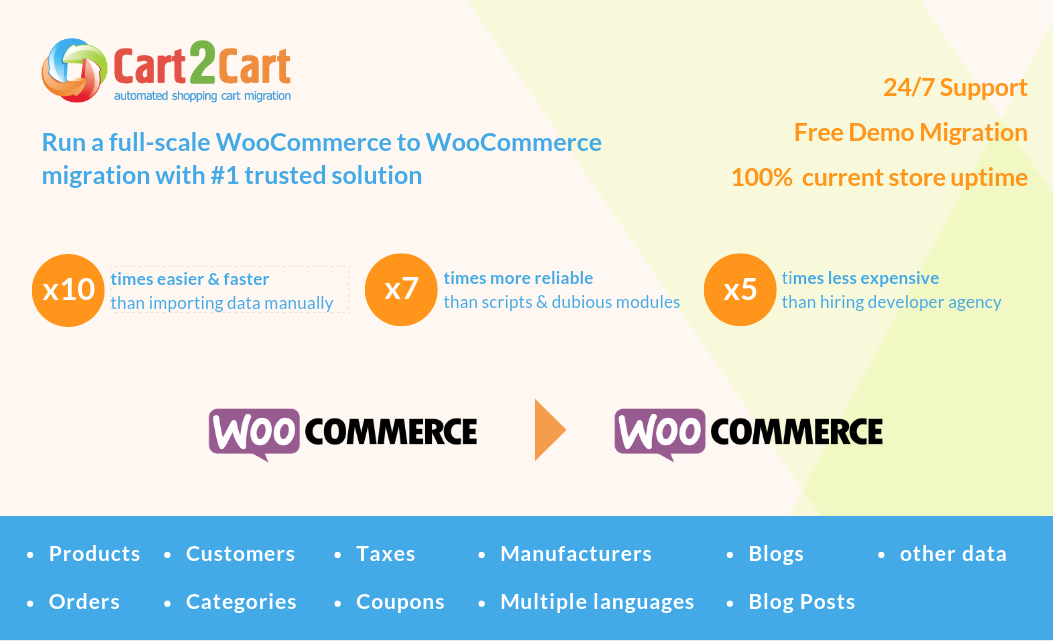 Cart2Cart
automated shopping cart migration
Run a full-scale WooCommerce to WooCommerce
migration with #1 trusted solution
24/7 Support
Free Demo Migration
100% current store uptime
x10
times easier & faster
than importing data manually
x7
times more reliable
than scripts & dubious modules
x5
times less expensive
than hiring developer agency
WOO COMMERCE
WOO COMMERCE
• Products • Customers • Taxes • Manufacturers • Blogs • other data
• Orders • Categories • Coupons • Multiple languages • Blog Posts